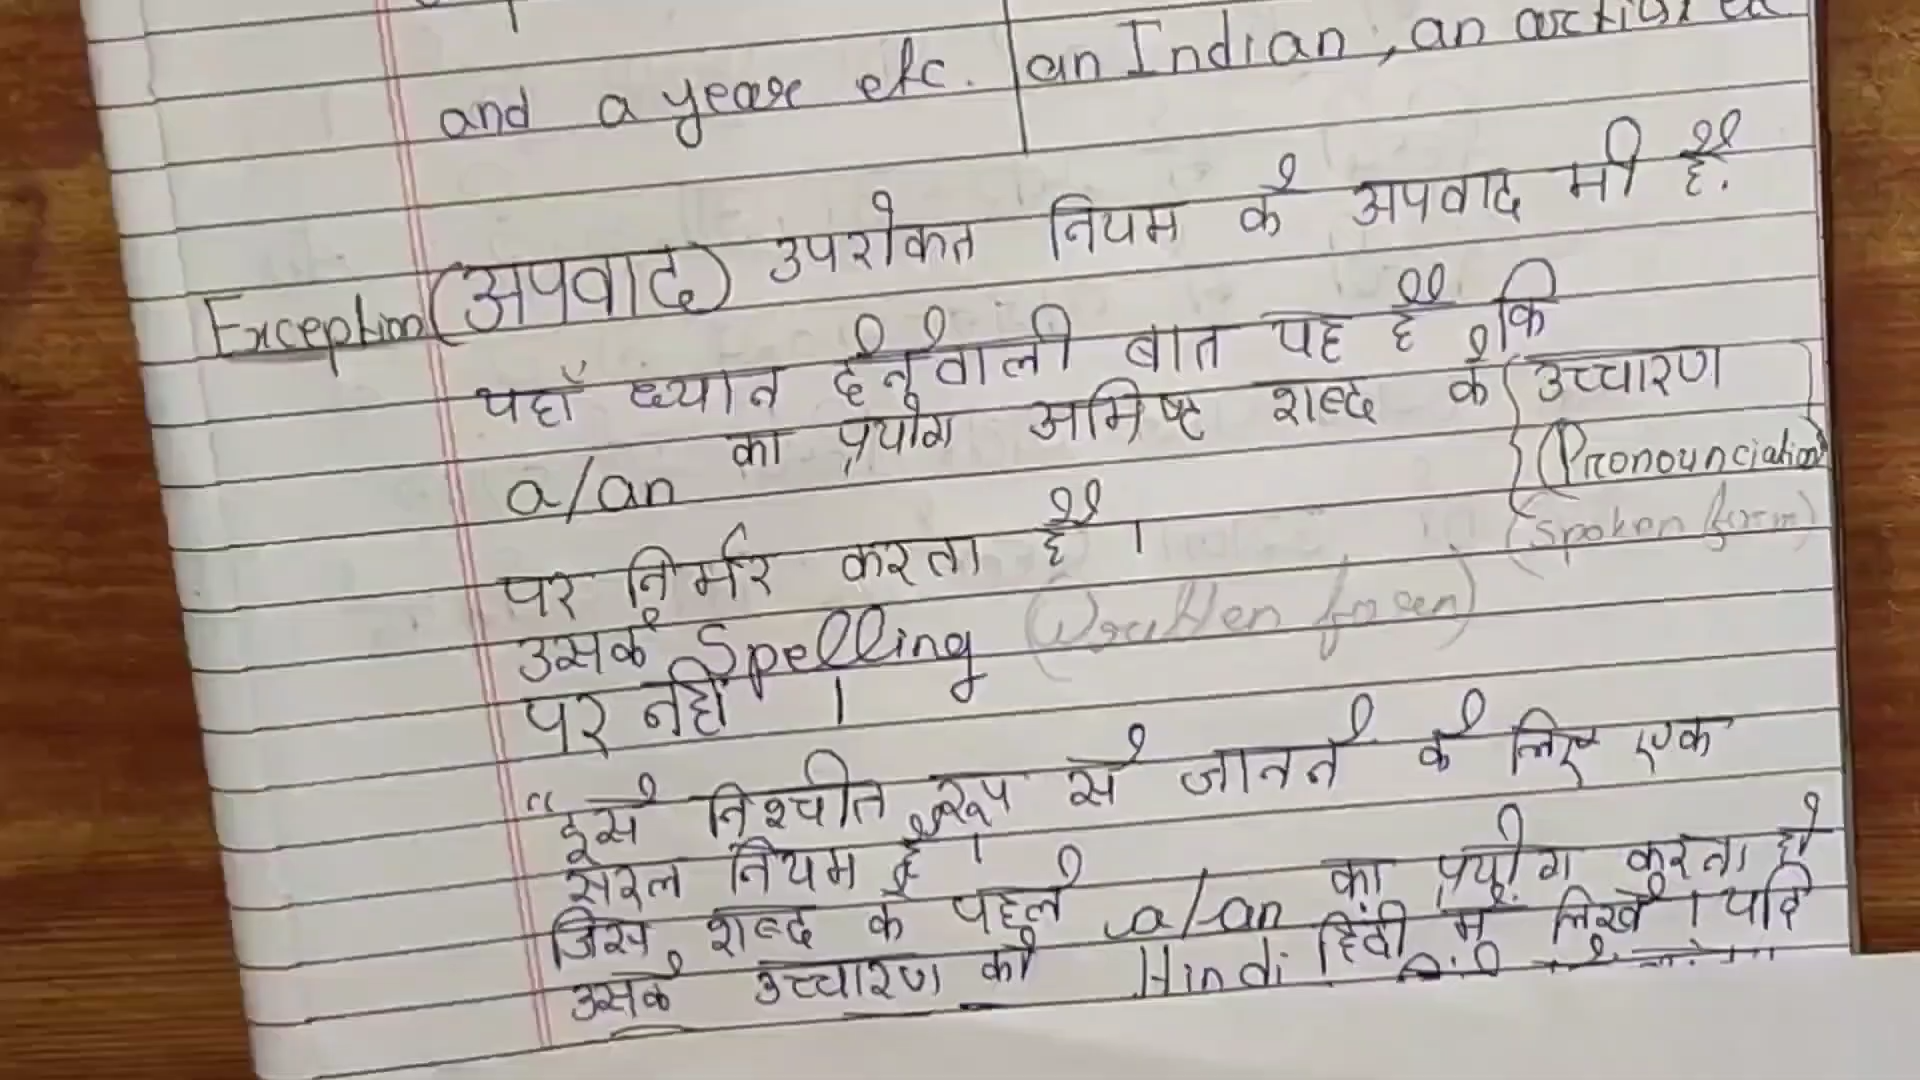 and a year etc. | an Indian, an
Exception (अपवाद) उपरोक्त नियम के अपवाद भी हैं.
यहाँ ध्यान देनेवाली बात यह है कि
a/an का प्रयोग अभिष्ट शब्द के उच्चारण
(Pronounciation)
(Spoken form)
पर निर्भर करता है ।
उसके Spelling (Written form)
पर नहीं ।
"इसे निश्चीत रूप से जानने के लिए एक
सरल नियम है ।
जिस शब्द के पहले a/an का प्रयोग करता हो
उसके उच्चारण को Hindi हिंदी में लिखें । यदि